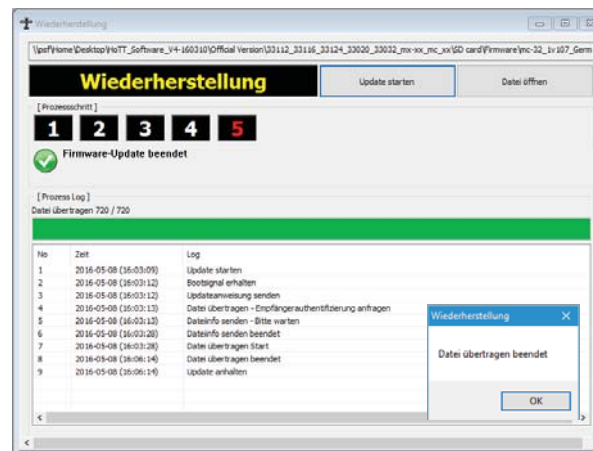 Wiederherstellung
\\psf\Home\Desktop\HoTT_Software_V4-160310\Official Version\33112_33116_33124_33020_33032_mx-xx_mc_xx\SD card\Firmware\mc-32_1v107_Germ
Wiederherstellung
Update starten
Datei öffnen
[ Prozessschritt ]
1 2 3 4 5
Firmware-Update beendet
[ Prozess Log ]
Datei übertragen 720 / 720
No Zeit Log
1 2016-05-08 (16:03:09) Update starten
2 2016-05-08 (16:03:12) Bootsignal erhalten
3 2016-05-08 (16:03:12) Updateanweisung senden
4 2016-05-08 (16:03:13) Datei übertragen - Empfängerauthentifizierung anfragen
5 2016-05-08 (16:03:13) Dateiinfo senden - Bitte warten
6 2016-05-08 (16:03:28) Dateiinfo senden beendet
7 2016-05-08 (16:03:28) Datei übertragen Start
8 2016-05-08 (16:06:14) Datei übertragen beendet
9 2016-05-08 (16:06:14) Update anhalten
Wiederherstellung
Datei übertragen beendet
OK